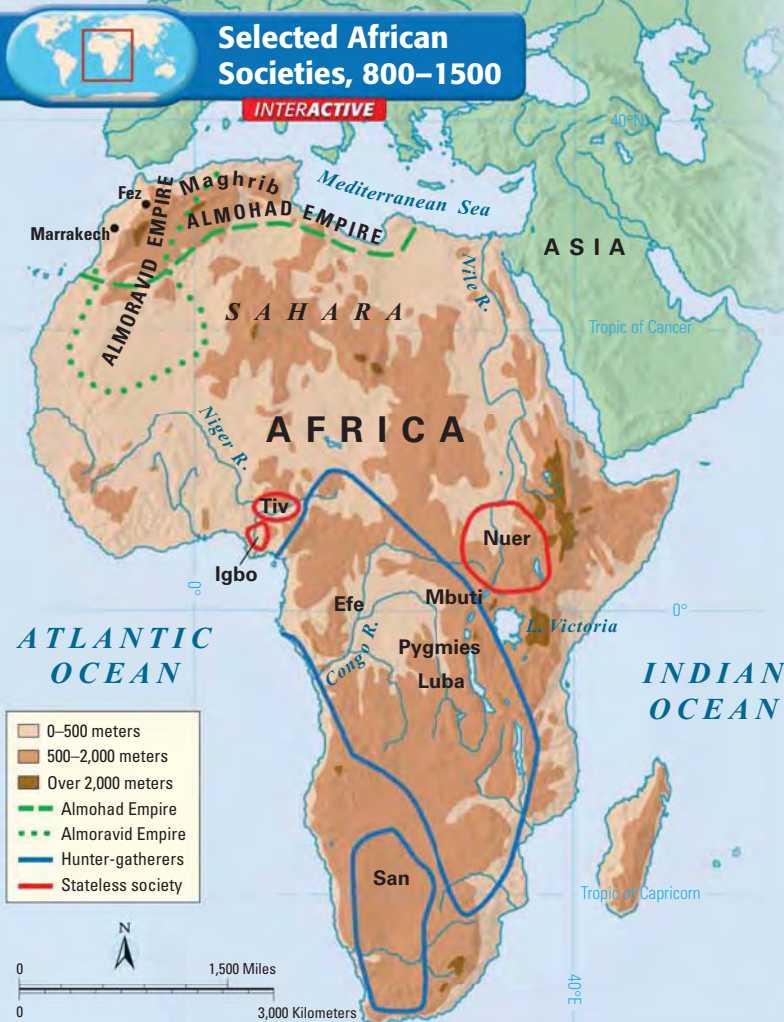 Selected African
Societies, 800–1500
INTERACTIVE
40°N
Mediterranean Sea
Maghrib
Fez
ALMOHAD EMPIRE
Marrakech
ALMORAVID EMPIRE
ASIA
Nile R.
SAHARA
Tropic of Cancer
AFRICA
Niger R.
Tiv
Nuer
Igbo
0°
Efe
Mbuti
0°
L. Victoria
Congo R.
Pygmies
Luba
ATLANTIC
OCEAN
INDIAN
OCEAN
0–500 meters
500–2,000 meters
Over 2,000 meters
Almohad Empire
Almoravid Empire
Hunter-gatherers
Stateless society
San
Tropic of Capricorn
N
40°E
0
1,500 Miles
0
3,000 Kilometers